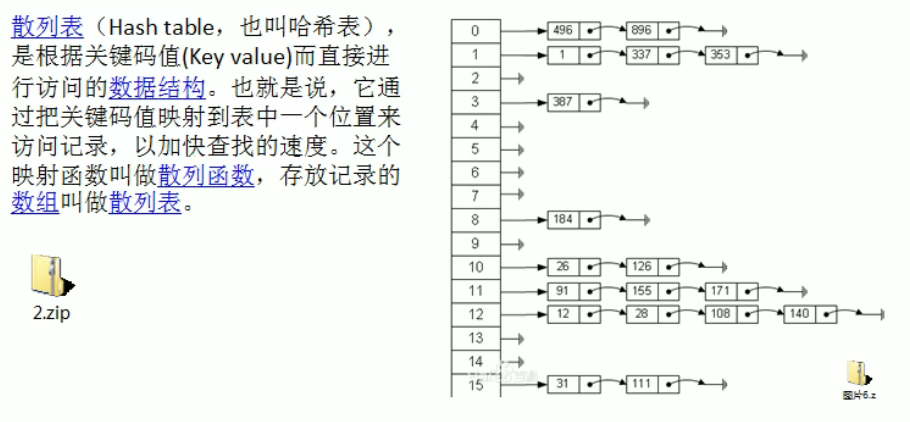 散列表（Hash table，也叫哈希表），
是根据关键码值(Key value)而直接进
行访问的数据结构。也就是说，它通
过把关键码值映射到表中一个位置来
访问记录，以加快查找的速度。这个
映射函数叫做散列函数，存放记录的
数组叫做散列表。
2.zip
0 496 896
1 1 337 353
2
3 387
4
5
6
7
8 184
9
10 26 126
11 91 155 171
12 12 28 108 140
13
14
15 31 111
图片6.z